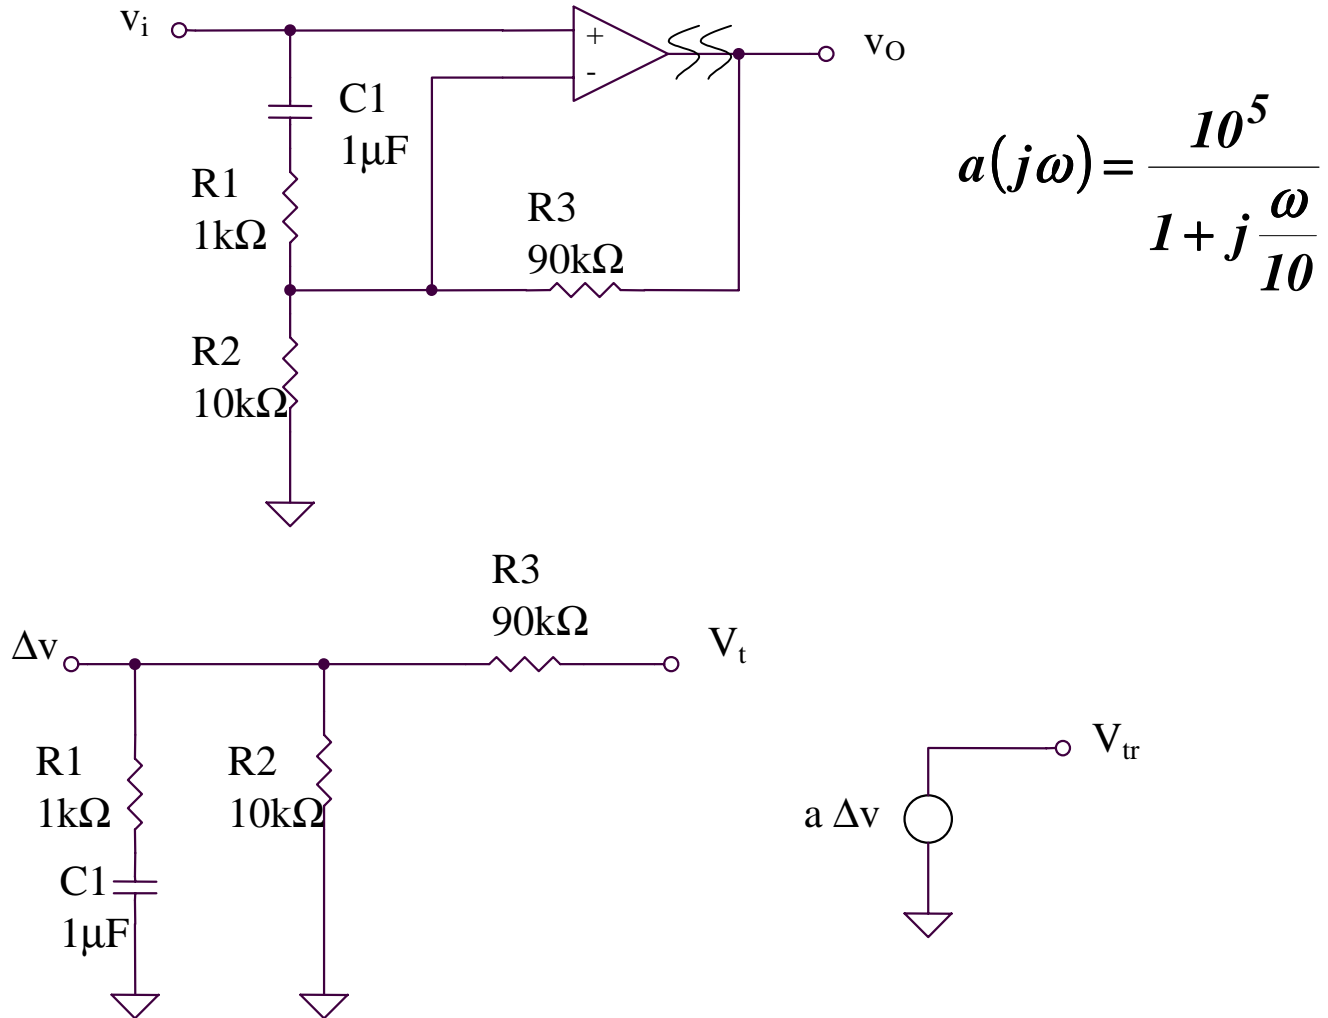 vi
+
-
vO
C1
1μF
R1
1kΩ
R3
90kΩ
R2
10kΩ
a(jω) = 10^5 / (1 + j ω/10)
R3
90kΩ
Δv
Vt
R1
1kΩ
R2
10kΩ
C1
1μF
Vtr
a Δv